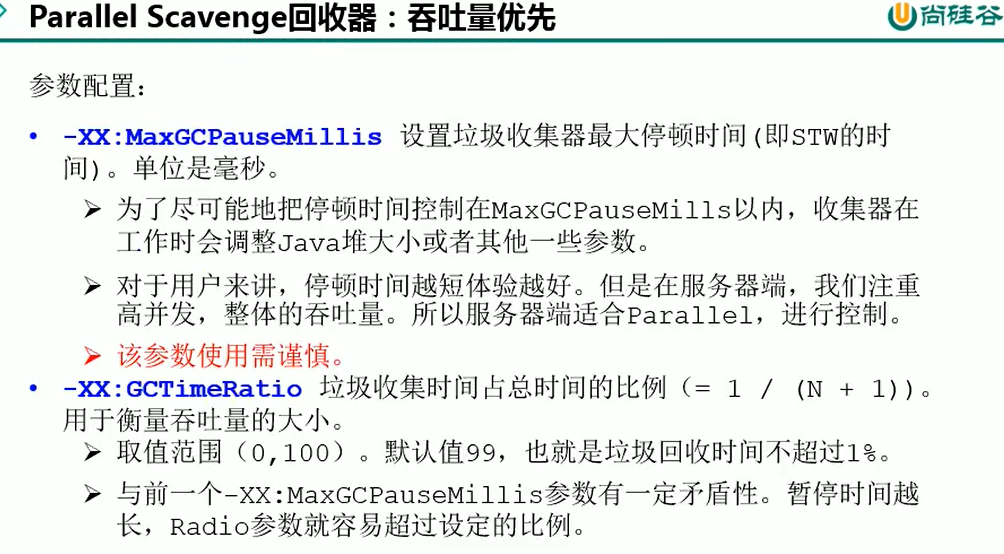 Parallel Scavenge回收器：吞吐量优先
尚硅谷
参数配置：
• -XX:MaxGCPauseMillis 设置垃圾收集器最大停顿时间(即STW的时
间)。单位是毫秒。
➢ 为了尽可能地把停顿时间控制在MaxGCPauseMills以内，收集器在
工作时会调整Java堆大小或者其他一些参数。
➢ 对于用户来讲，停顿时间越短体验越好。但是在服务器端，我们注重
高并发，整体的吞吐量。所以服务器端适合Parallel，进行控制。
➢ 该参数使用需谨慎。
• -XX:GCTimeRatio 垃圾收集时间占总时间的比例（= 1 / (N + 1)）。
用于衡量吞吐量的大小。
➢ 取值范围（0,100）。默认值99，也就是垃圾回收时间不超过1%。
➢ 与前一个-XX:MaxGCPauseMillis参数有一定矛盾性。暂停时间越
长，Radio参数就容易超过设定的比例。